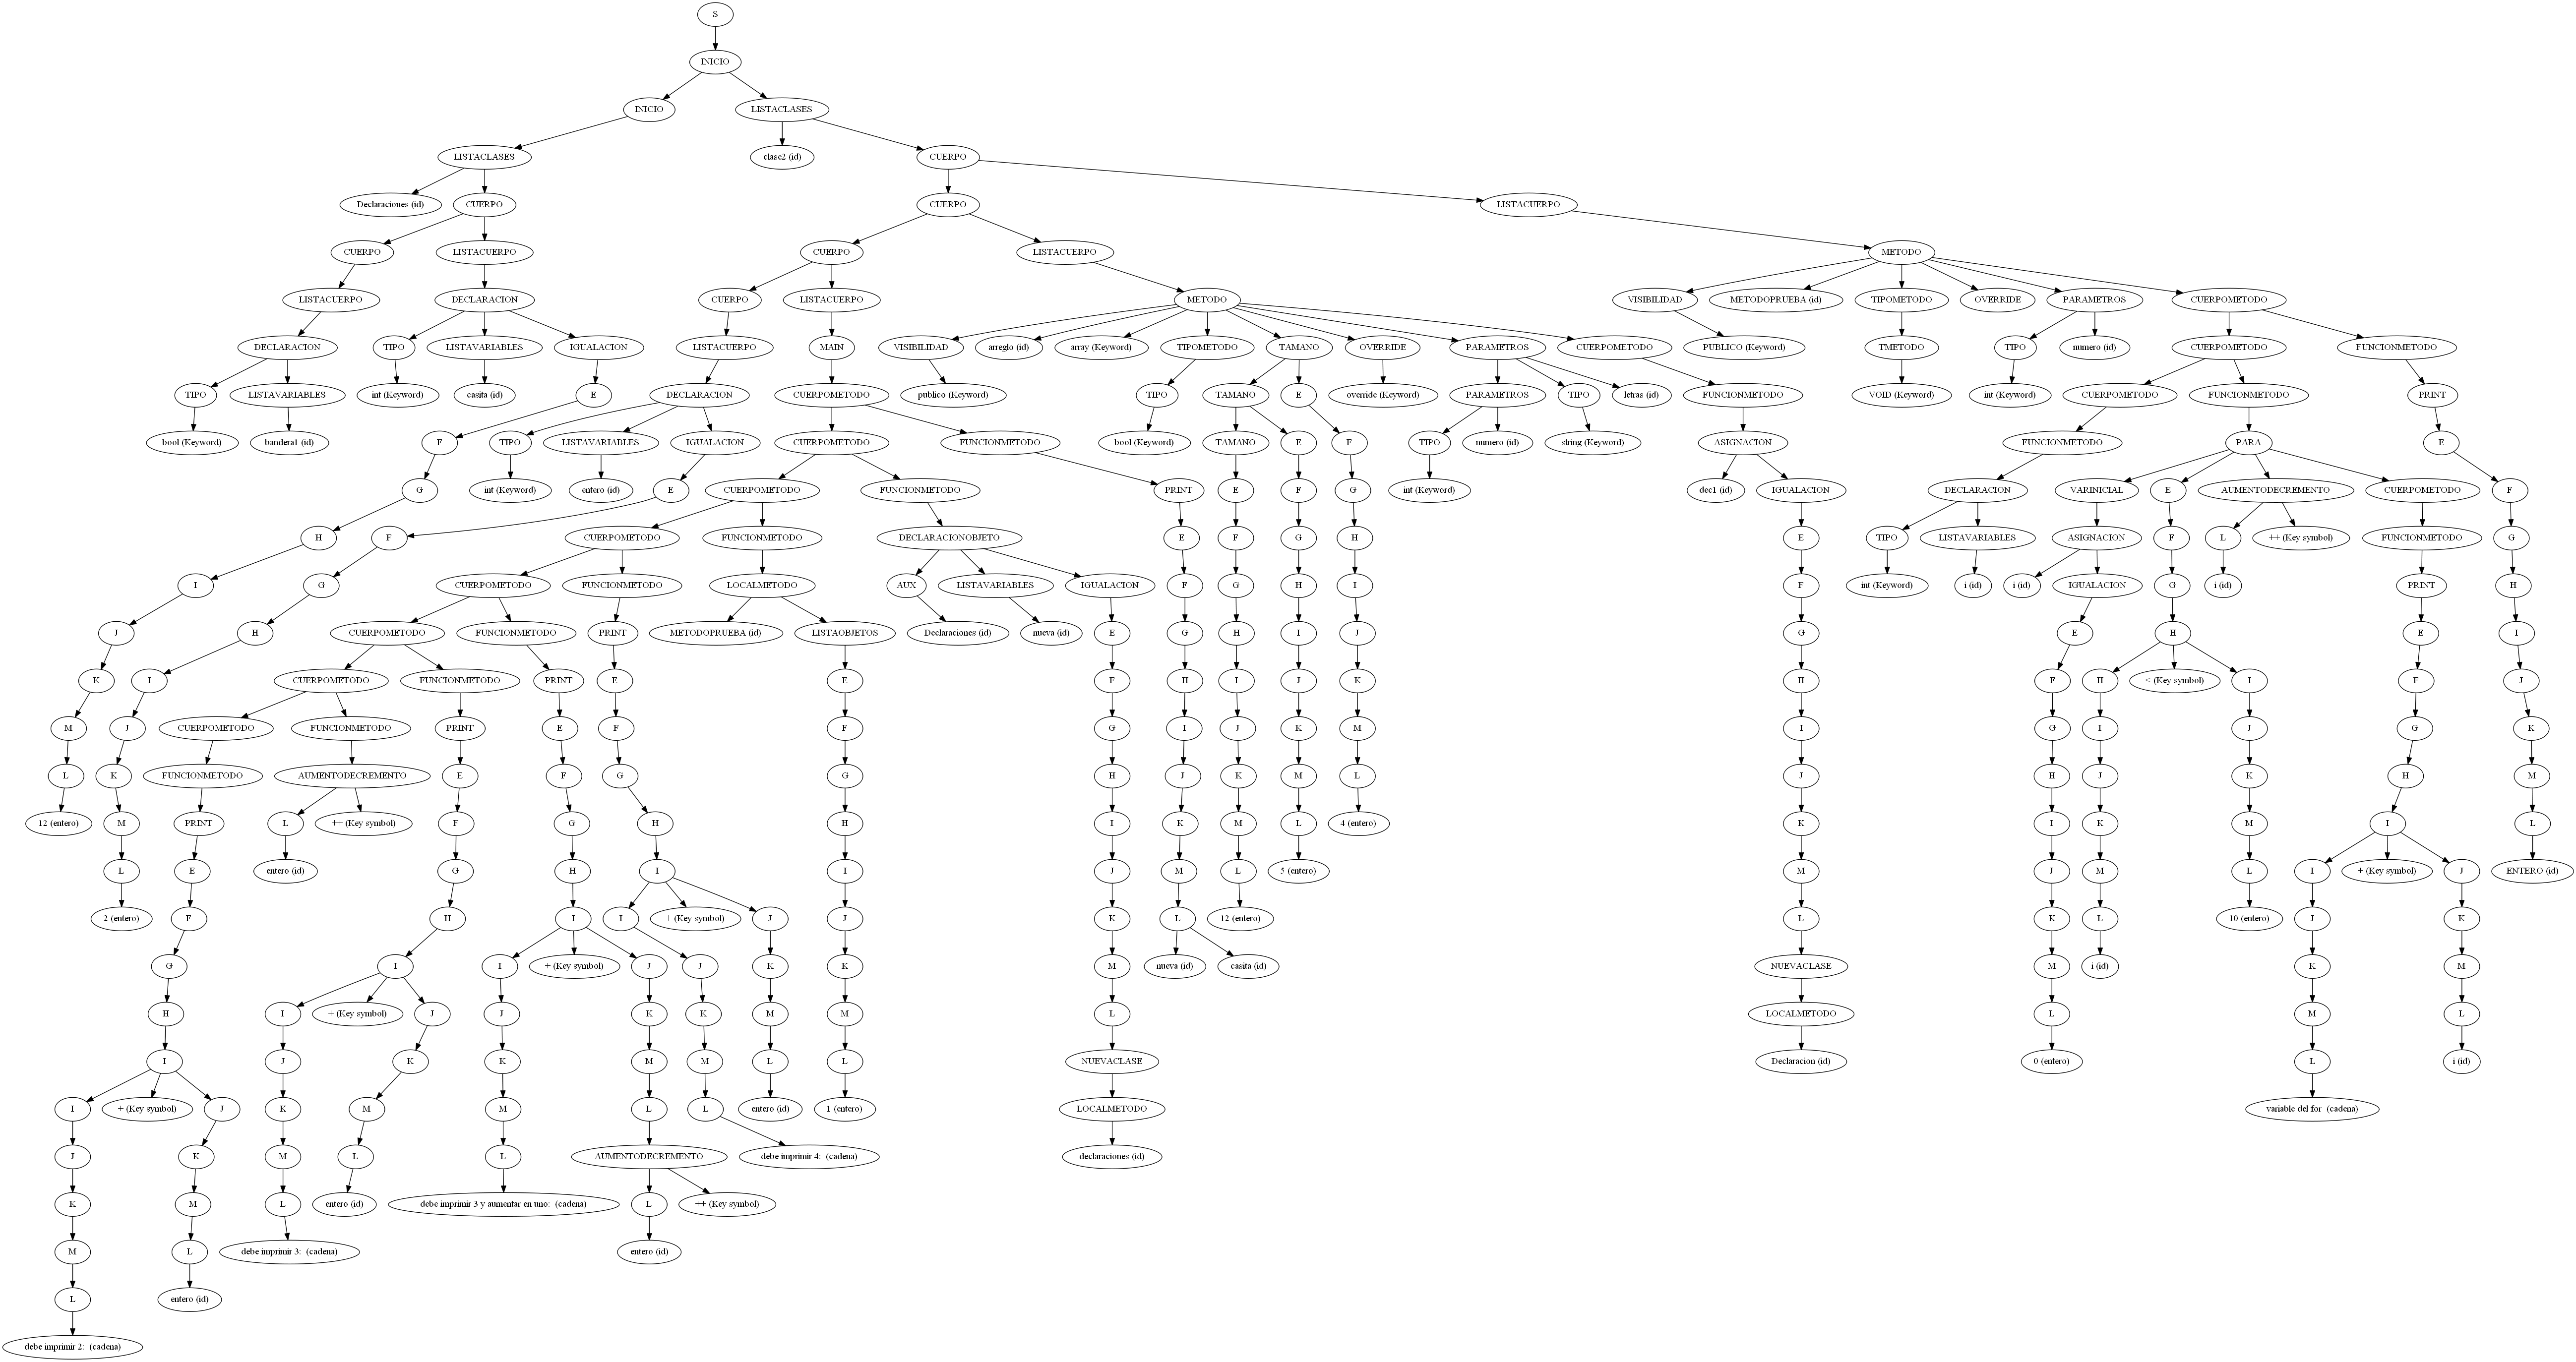 S
INICIO
INICIO LISTACLASES
LISTACLASES clase2 (id) CUERPO
Declaraciones (id) CUERPO CUERPO LISTACUERPO
CUERPO LISTACUERPO CUERPO LISTACUERPO METODO
LISTACUERPO DECLARACION CUERPO LISTACUERPO METODO VISIBILIDAD METODOPRUEBA (id) TIPOMETODO OVERRIDE PARAMETROS CUERPOMETODO
DECLARACION TIPO LISTAVARIABLES IGUALACION LISTACUERPO MAIN VISIBILIDAD arreglo (id) array (Keyword) TIPOMETODO TAMANO OVERRIDE PARAMETROS CUERPOMETODO PUBLICO (Keyword) TMETODO TIPO numero (id) CUERPOMETODO FUNCIONMETODO
TIPO LISTAVARIABLES int (Keyword) casita (id) E DECLARACION CUERPOMETODO publico (Keyword) TIPO TAMANO E override (Keyword) PARAMETROS TIPO letras (id) FUNCIONMETODO VOID (Keyword) int (Keyword) CUERPOMETODO FUNCIONMETODO PRINT
bool (Keyword) bandera1 (id) F TIPO LISTAVARIABLES IGUALACION CUERPOMETODO FUNCIONMETODO bool (Keyword) TAMANO E F TIPO numero (id) string (Keyword) ASIGNACION FUNCIONMETODO PARA E
G int (Keyword) entero (id) E CUERPOMETODO FUNCIONMETODO PRINT E F G int (Keyword) dec1 (id) IGUALACION DECLARACION VARINICIAL E AUMENTODECREMENTO CUERPOMETODO F
H F CUERPOMETODO FUNCIONMETODO DECLARACIONOBJETO E F G H E TIPO LISTAVARIABLES ASIGNACION F L ++ (Key symbol) FUNCIONMETODO G
I G CUERPOMETODO FUNCIONMETODO LOCALMETODO AUX LISTAVARIABLES IGUALACION F G H I F int (Keyword) i (id) i (id) IGUALACION G i (id) PRINT H
J H CUERPOMETODO FUNCIONMETODO PRINT METODOPRUEBA (id) LISTAOBJETOS Declaraciones (id) nueva (id) E G H I J G E H E I
K I CUERPOMETODO FUNCIONMETODO PRINT E E F H I J K H F H < (Key symbol) I F J
M J CUERPOMETODO FUNCIONMETODO PRINT E F F G I J K M I G I J G K
L K FUNCIONMETODO AUMENTODECREMENTO E F G G H J K M L J H J K H M
12 (entero) M PRINT L ++ (Key symbol) F G H H I K M L 4 (entero) K I K M I L
L E entero (id) G H I I J M L 5 (entero) M J M L I + (Key symbol) J ENTERO (id)
2 (entero) F H I I + (Key symbol) J J K L 12 (entero) L K L 10 (entero) J K
G I I + (Key symbol) J J K K M nueva (id) casita (id) NUEVACLASE M i (id) K M
H I + (Key symbol) J J K K M M L LOCALMETODO L M L
I J K K M M L L NUEVACLASE Declaracion (id) 0 (entero) L i (id)
I + (Key symbol) J K M M L L entero (id) 1 (entero) LOCALMETODO variable del for  (cadena)
J K M L L AUMENTODECREMENTO debe imprimir 4:  (cadena) declaraciones (id)
K M L entero (id) debe imprimir 3 y aumentar en uno:  (cadena) L ++ (Key symbol)
M L debe imprimir 3:  (cadena) entero (id)
L entero (id)
debe imprimir 2:  (cadena)